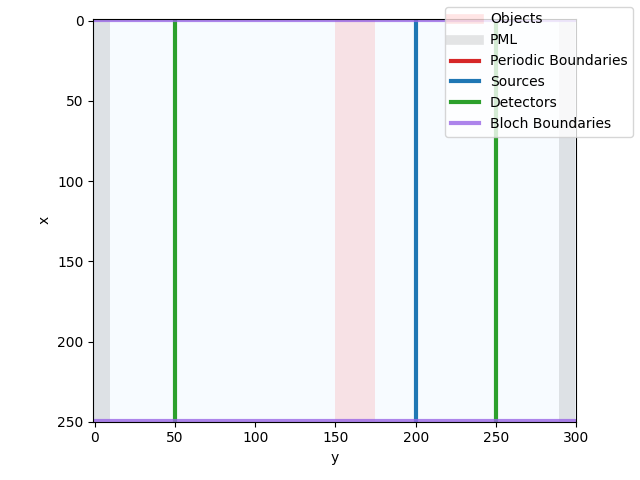 Objects
PML
Periodic Boundaries
Sources
Detectors
Bloch Boundaries
0
50
100
150
200
250
x
0 50 100 150 200 250 300
y